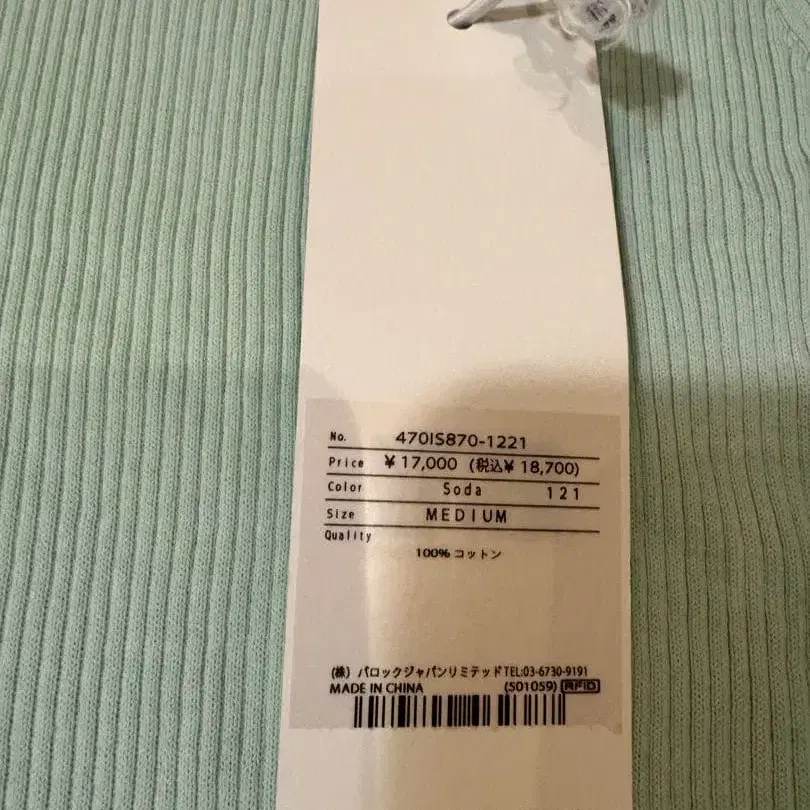 No. 470IS870-1221
Price ¥17,000 (税込¥ 18,700)
Color Soda 121
Size MEDIUM
Quality
100% コットン
(株) バロックジャパンリミテッド TEL:03-6730-9191
MADE IN CHINA (501059) RFID